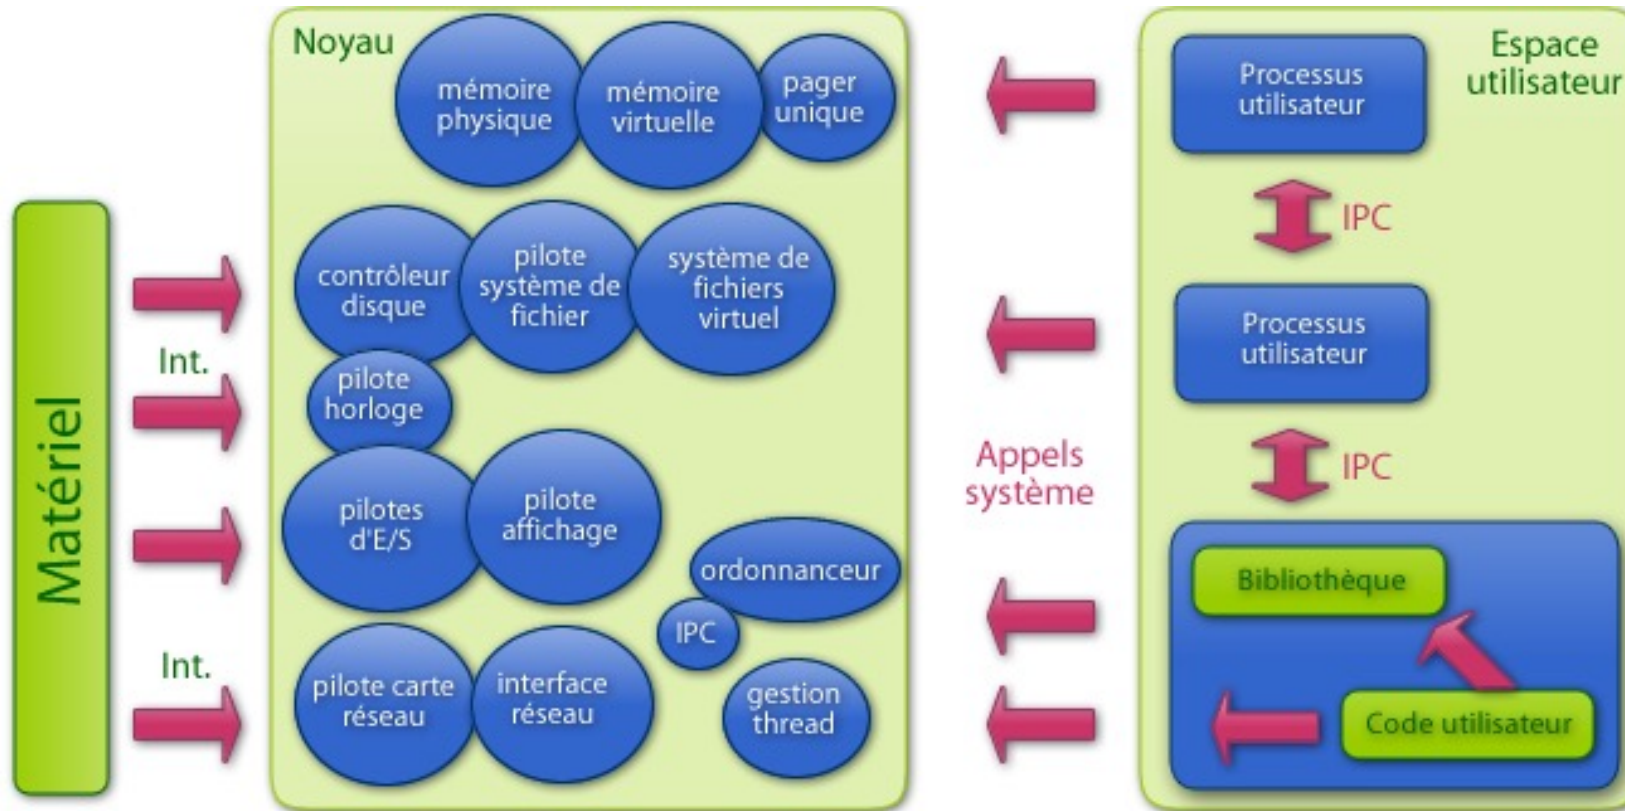 Noyau
mémoire
physique
mémoire
virtuelle
pager
unique
contrôleur
disque
pilote
système de
fichier
système de
fichiers
virtuel
pilote
horloge
pilotes
d'E/S
pilote
affichage
ordonnanceur
IPC
pilote carte
réseau
interface
réseau
gestion
thread
Matériel
Int.
Int.
Appels
système
Espace
utilisateur
Processus
utilisateur
IPC
Processus
utilisateur
IPC
Bibliothèque
Code utilisateur